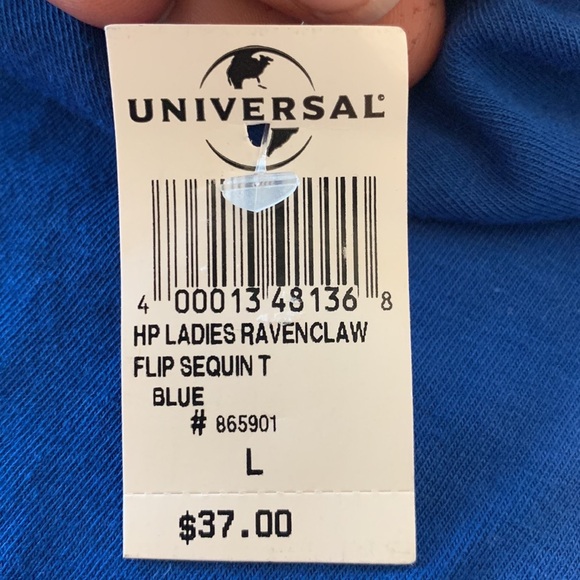 UNIVERSAL©
4 00013 48136 8
HP LADIES RAVENCLAW
FLIP SEQUIN T
BLUE
# 865901
L
$37.00